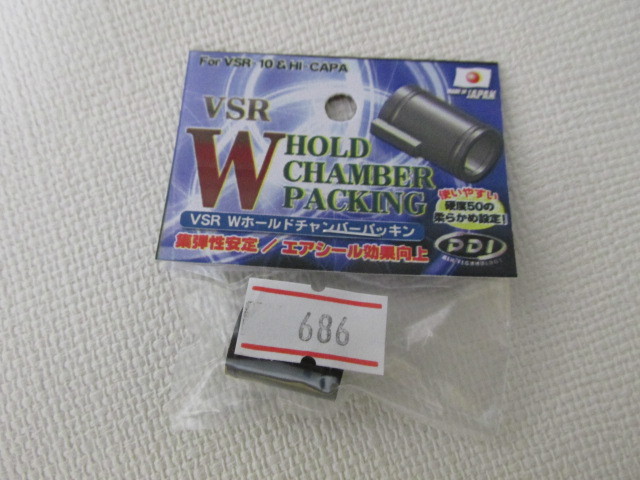 For VSR-10 & HI-CAPA
JAPAN
VSR
W HOLD
CHAMBER
PACKING
使いやすい
硬度50の
柔らかめ設定!
VSR Wホールドチャンバーパッキン
集弾性安定 / エアシール効果向上
PDI
686